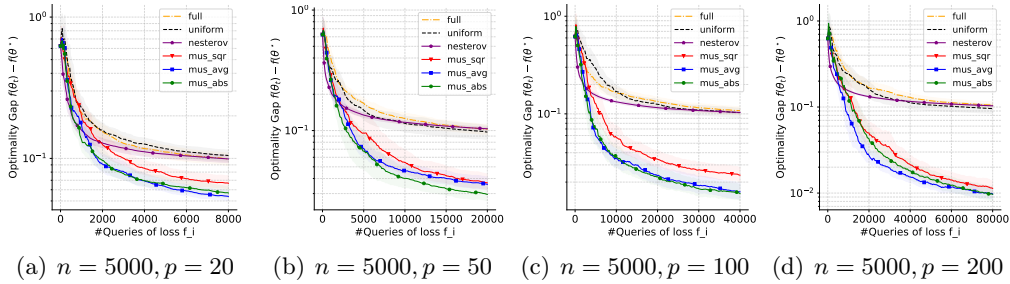 10⁰
10⁻¹
Optimality Gap f(θₜ) − f(θ*)
0 2000 4000 6000 8000
#Queries of loss f_i
full
uniform
nesterov
mus_sqr
mus_avg
mus_abs
(a) n = 5000, p = 20
10⁻¹
Optimality Gap f(θₜ) − f(θ*)
0 5000 10000 15000 20000
#Queries of loss f_i
full
uniform
nesterov
mus_sqr
mus_avg
mus_abs
(b) n = 5000, p = 50
10⁰
10⁻¹
Optimality Gap f(θₜ) − f(θ*)
0 10000 20000 30000 40000
#Queries of loss f_i
full
uniform
nesterov
mus_sqr
mus_avg
mus_abs
(c) n = 5000, p = 100
10⁰
10⁻¹
10⁻²
Optimality Gap f(θₜ) − f(θ*)
0 20000 40000 60000 80000
#Queries of loss f_i
full
uniform
nesterov
mus_sqr
mus_avg
mus_abs
(d) n = 5000, p = 200